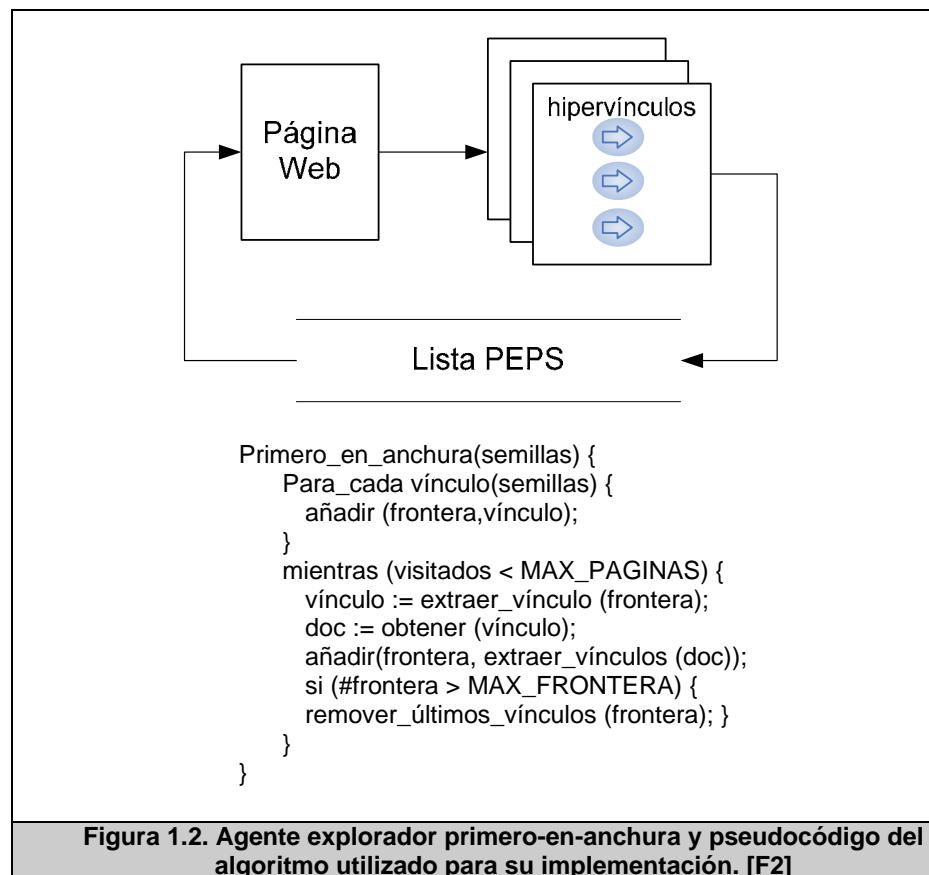 Página
Web
hipervínculos
Lista PEPS
Primero_en_anchura(semillas) {
Para_cada vínculo(semillas) {
añadir (frontera,vínculo);
}
mientras (visitados < MAX_PAGINAS) {
vínculo := extraer_vínculo (frontera);
doc := obtener (vínculo);
añadir(frontera, extraer_vínculos (doc));
si (#frontera > MAX_FRONTERA) {
remover_últimos_vínculos (frontera); }
}
}
Figura 1.2. Agente explorador primero-en-anchura y pseudocódigo del
algoritmo utilizado para su implementación. [F2]